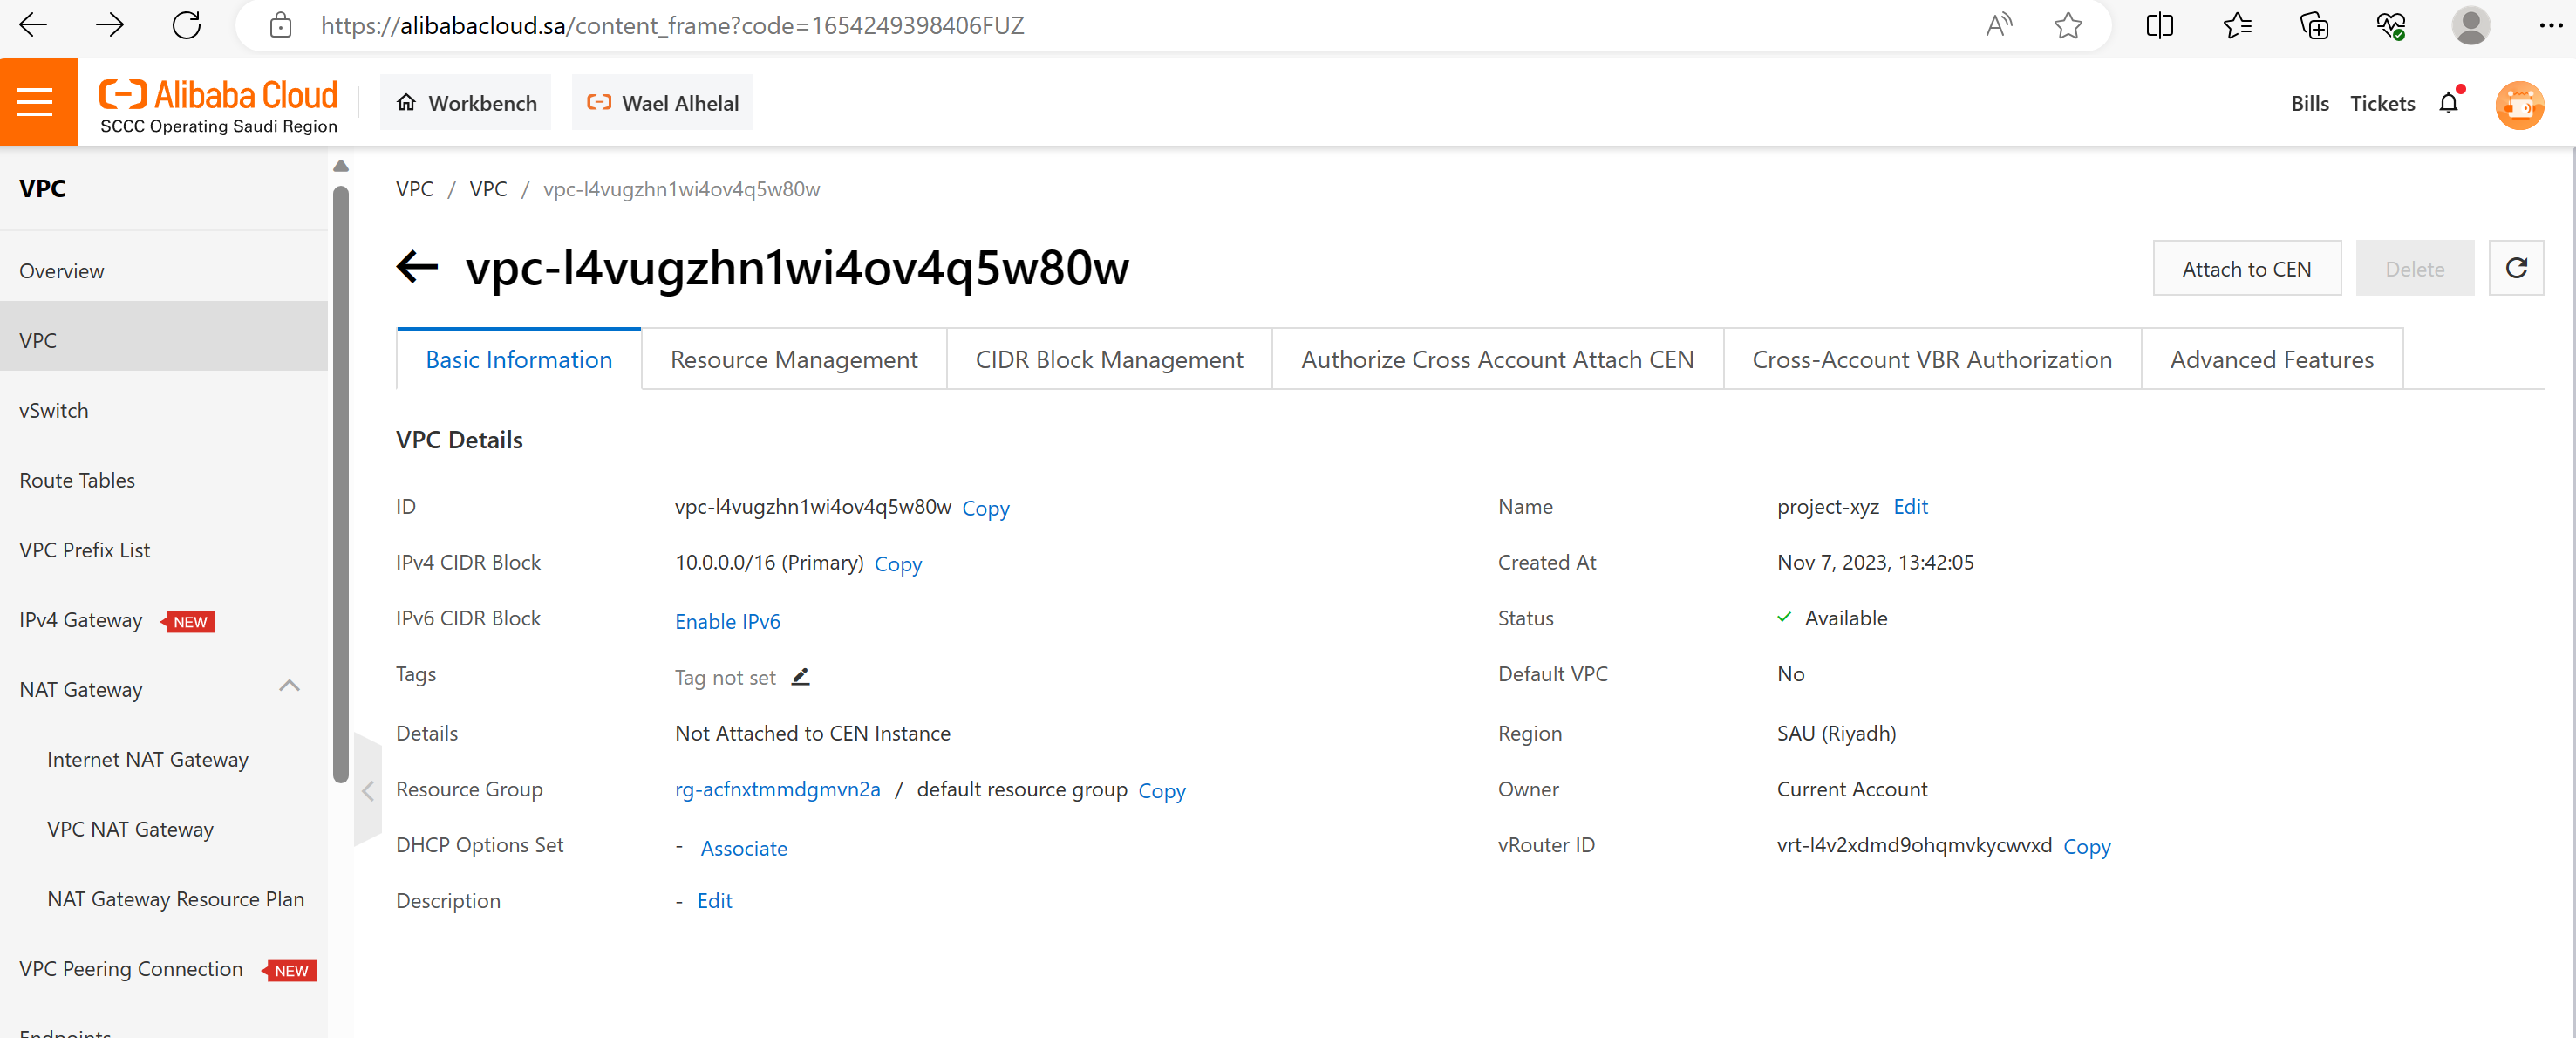 https://alibabacloud.sa/content_frame?code=1654249398406FUZ
Alibaba Cloud
SCCC Operating Saudi Region
Workbench
Wael Alhelal
Bills
Tickets
VPC
Overview
VPC
vSwitch
Route Tables
VPC Prefix List
IPv4 Gateway NEW
NAT Gateway
Internet NAT Gateway
VPC NAT Gateway
NAT Gateway Resource Plan
VPC Peering Connection NEW
Endpoints
VPC / VPC / vpc-l4vugzhn1wi4ov4q5w80w
vpc-l4vugzhn1wi4ov4q5w80w
Attach to CEN
Delete
Basic Information
Resource Management
CIDR Block Management
Authorize Cross Account Attach CEN
Cross-Account VBR Authorization
Advanced Features
VPC Details
ID vpc-l4vugzhn1wi4ov4q5w80w Copy
Name project-xyz Edit
IPv4 CIDR Block 10.0.0.0/16 (Primary) Copy
Created At Nov 7, 2023, 13:42:05
IPv6 CIDR Block Enable IPv6
Status Available
Tags Tag not set
Default VPC No
Details Not Attached to CEN Instance
Region SAU (Riyadh)
Resource Group rg-acfnxtmmdgmvn2a / default resource group Copy
Owner Current Account
DHCP Options Set - Associate
vRouter ID vrt-l4v2xdmd9ohqmvkycwvxd Copy
Description - Edit